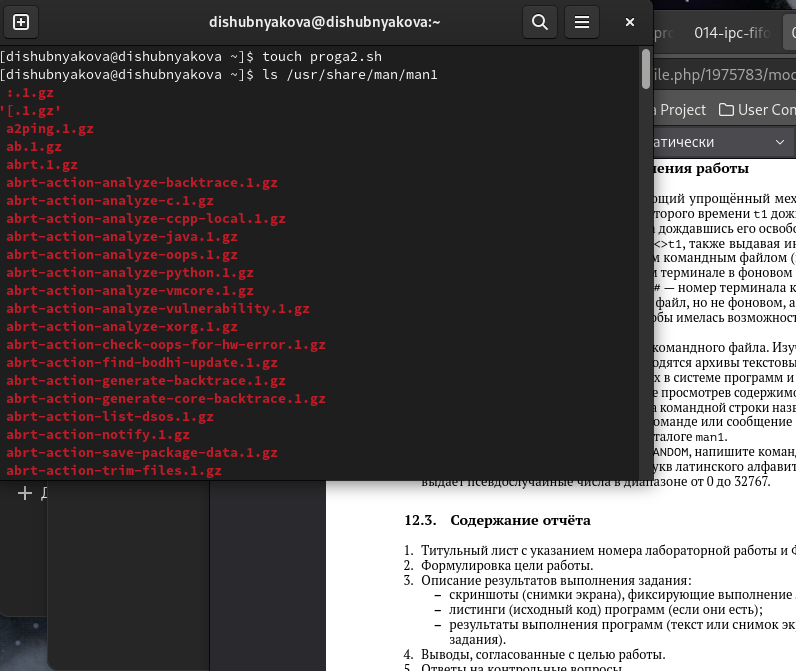 dishubnyakova@dishubnyakova:~
[dishubnyakova@dishubnyakova ~]$ touch proga2.sh
[dishubnyakova@dishubnyakova ~]$ ls /usr/share/man/man1
:.1.gz
'[.1.gz'
a2ping.1.gz
ab.1.gz
abrt.1.gz
abrt-action-analyze-backtrace.1.gz
abrt-action-analyze-c.1.gz
abrt-action-analyze-ccpp-local.1.gz
abrt-action-analyze-java.1.gz
abrt-action-analyze-oops.1.gz
abrt-action-analyze-python.1.gz
abrt-action-analyze-vmcore.1.gz
abrt-action-analyze-vulnerability.1.gz
abrt-action-analyze-xorg.1.gz
abrt-action-check-oops-for-hw-error.1.gz
abrt-action-find-bodhi-update.1.gz
abrt-action-generate-backtrace.1.gz
abrt-action-generate-core-backtrace.1.gz
abrt-action-list-dsos.1.gz
abrt-action-notify.1.gz
abrt-action-save-package-data.1.gz
abrt-action-trim-files.1.gz
014-ipc-fifo
ile.php/1975783/mod
a Project User Con
атически
нения работы
ощий упрощённый мех
торого времени t1 дож
дождавшись его освобо
<>t1, также выдавая ин
м командным файлом (
терминале в фоновом
# — номер терминала к
файл, но не фоновом, а
обы имелась возможност
командного файла. Изуч
одятся архивы текстовы
х в системе программ и
е просмотрев содержимо
а командной строки назв
оманде или сообщение
талоге man1.
ANDOM, напишите команд
укв латинского алфавит
выдаёт псевдослучайные числа в диапазоне от 0 до 32767.
12.3. Содержание отчёта
1. Титульный лист с указанием номера лабораторной работы и Ф
2. Формулировка цели работы.
3. Описание результатов выполнения задания:
– скриншоты (снимки экрана), фиксирующие выполнение
– листинги (исходный код) программ (если они есть);
– результаты выполнения программ (текст или снимок эк
задания).
4. Выводы, согласованные с целью работы.
5. Ответы на контрольные вопросы.